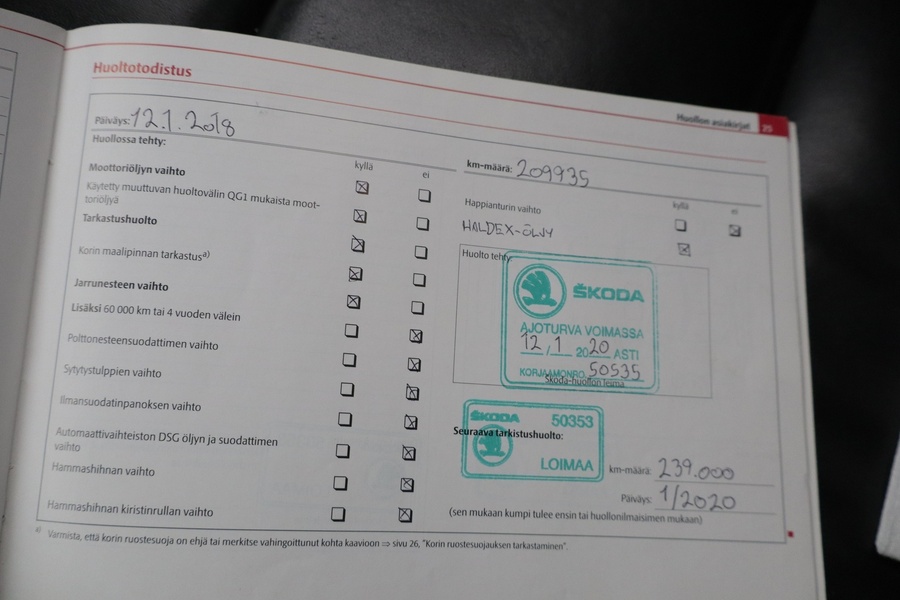 Huoltotodistus
Huollon asiakirjat 25
Päiväys: 12.1.2018
Huollossa tehty:
kyllä ei
Moottoriöljyn vaihto
Käytetty muuttuvan huoltovälin QG1 mukaista moot-
toriöljyä
Tarkastushuolto
Korin maalipinnan tarkastus a)
Jarrunesteen vaihto
Lisäksi 60 000 km tai 4 vuoden välein
Polttonesteensuodattimen vaihto
Sytytystulppien vaihto
Ilmansuodatinpanoksen vaihto
Automaattivaihteiston DSG öljyn ja suodattimen
vaihto
Hammashihnan vaihto
Hammashihnan kiristinrullan vaihto
km-määrä: 209935
kyllä ei
Happianturin vaihto
HALDEX-ÖLJY
Huolto tehty:
ŠKODA
AJOTURVA VOIMASSA
12/1 2020 ASTI
KORJAAMONRO 50535
Škoda-huollon leima
ŠKODA 50353
Seuraava tarkistushuolto:
LOIMAA
km-määrä: 239.000
Päiväys: 1/2020
(sen mukaan kumpi tulee ensin tai huollonilmaisimen mukaan)
a) Varmista, että korin ruostesuoja on ehjä tai merkitse vahingoittunut kohta kaavioon ⇒ sivu 26, "Korin ruostesuojauksen tarkastaminen".